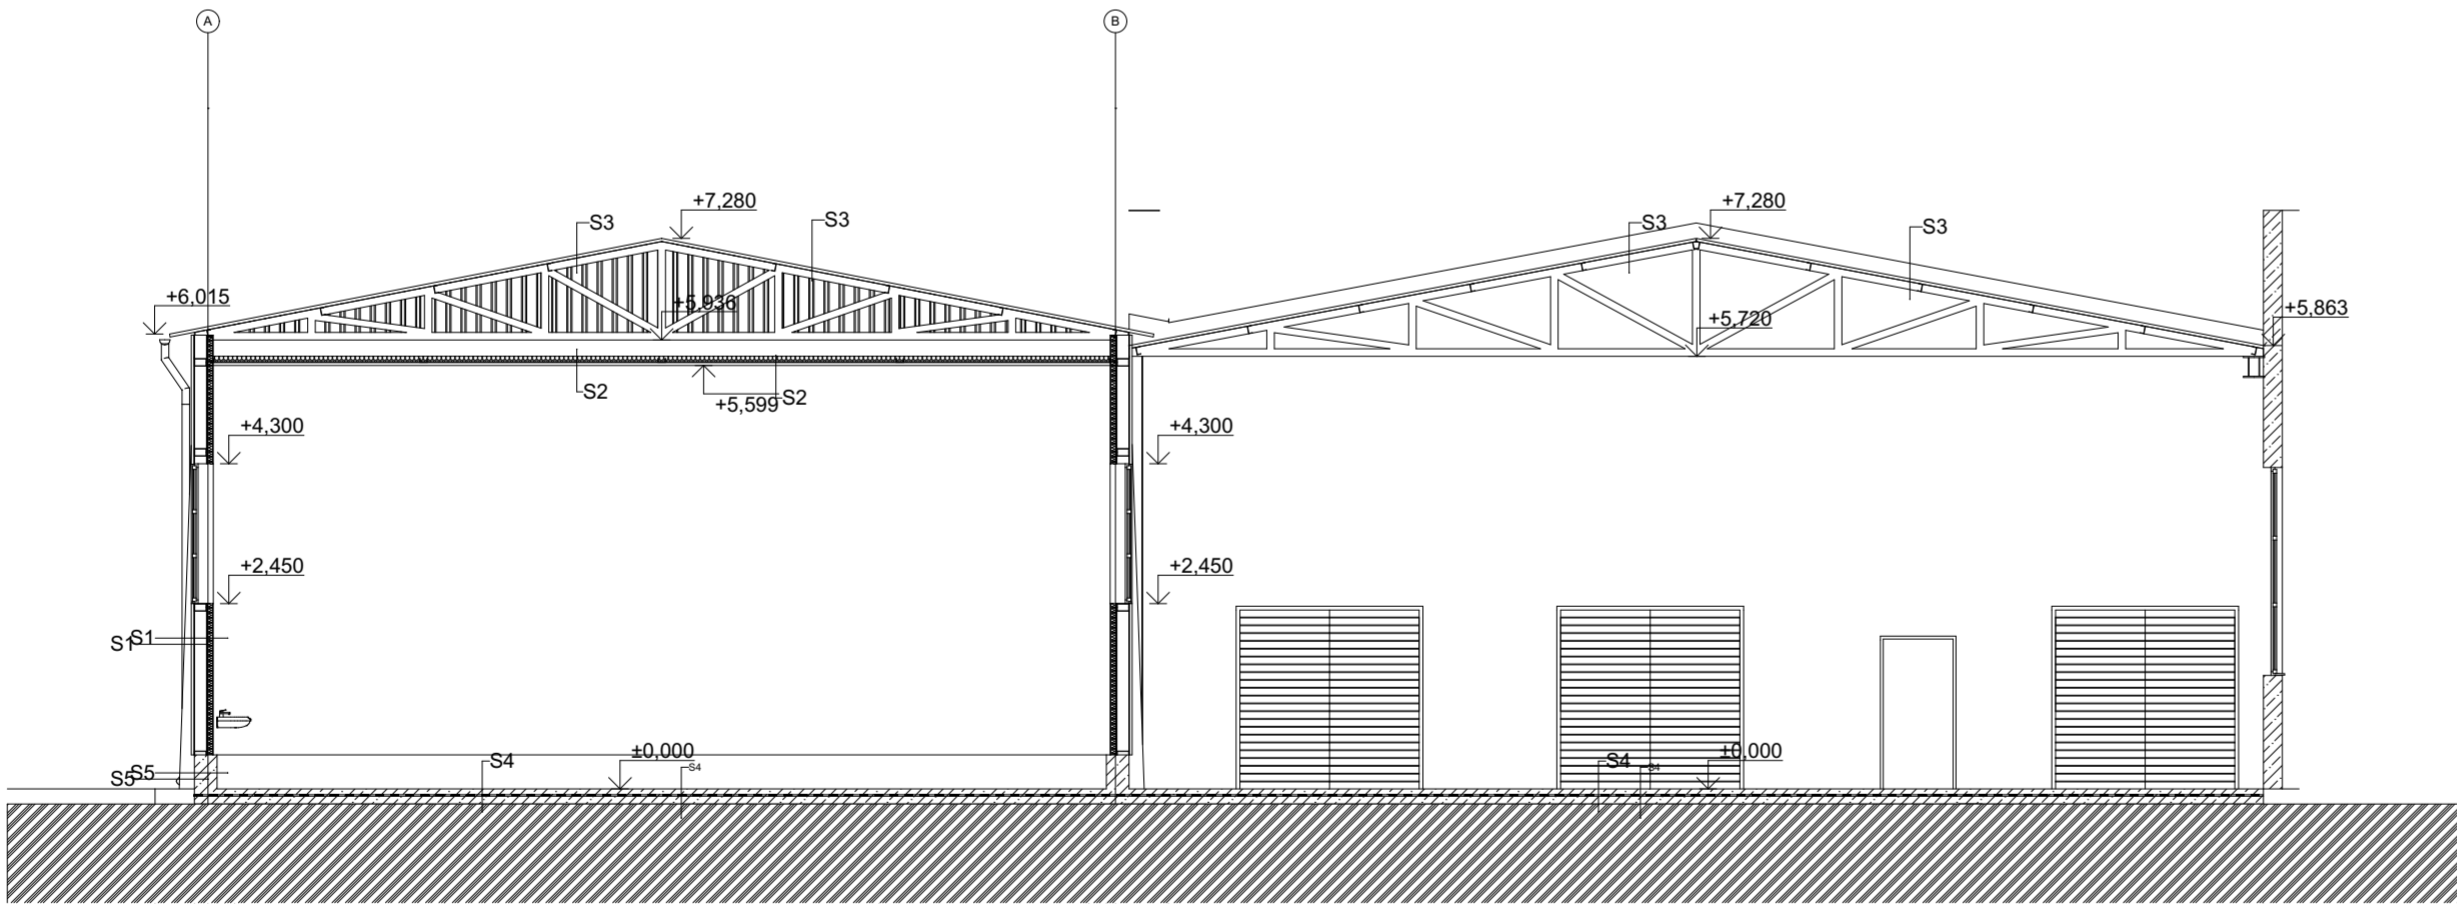 A
B
+7,280
+7,280
S3
S3
S3
S3
+6,015
+5,936
+5,720
+5,863
S2
S2
+5,599
+4,300
+4,300
+2,450
+2,450
S1
S1
S5
S5
S4
±0,000
S4
S4
±0,000
S4